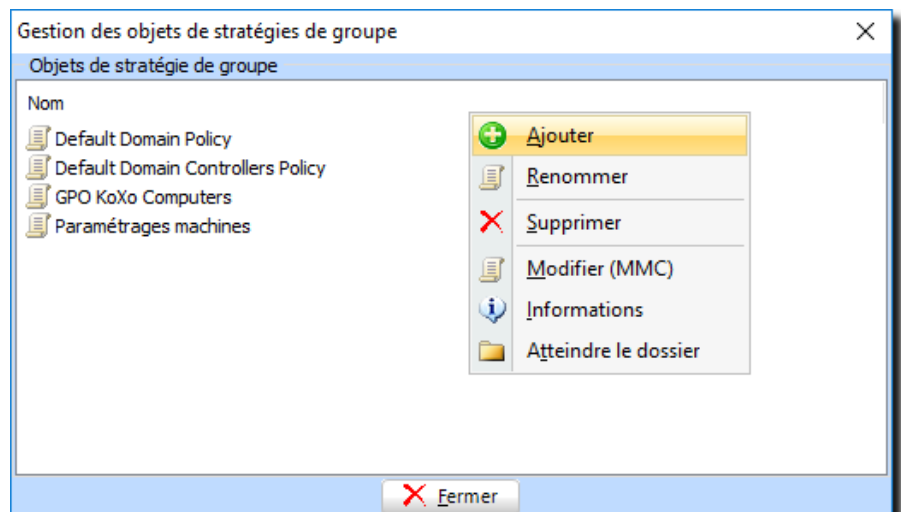 Gestion des objets de stratégies de groupe
Objets de stratégie de groupe
Nom
Default Domain Policy
Default Domain Controllers Policy
GPO KoXo Computers
Paramétrages machines
Ajouter
Renommer
Supprimer
Modifier (MMC)
Informations
Atteindre le dossier
Fermer